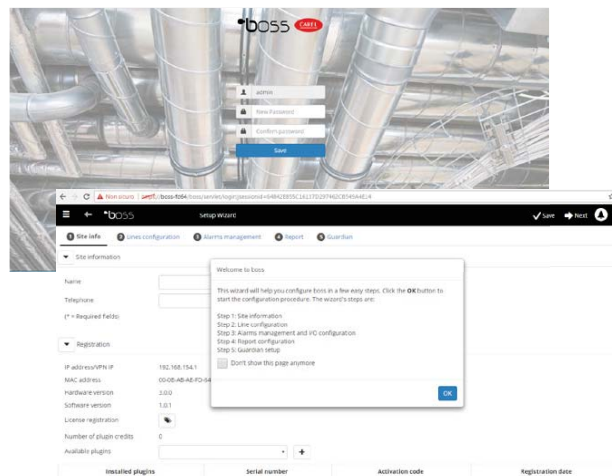 boss CAREL
admin
New Password
Confirm password
Save
Non sicuro
boss Setup Wizard Save Next
1 Site info 2 Lines configuration 3 Alarms management 4 Report 5 Guardian
Site information
Name
Telephone
(* = Required fields)
Registration
IP address/VPN IP 192.168.154.1
MAC address
Hardware version 3.0.0
Software version 1.0.1
License registration
Number of plugin credits 0
Available plugins
Installed plugins Serial number Activation code Registration date
Welcome to boss
This wizard will help you configure boss in a few easy steps. Click the OK button to
start the configuration procedure. The wizard's steps are:
Step 1: Site information
Step 2: Line configuration
Step 3: Alarms management and I/O configuration
Step 4: Report configuration
Step 5: Guardian setup
Don't show this page anymore
OK